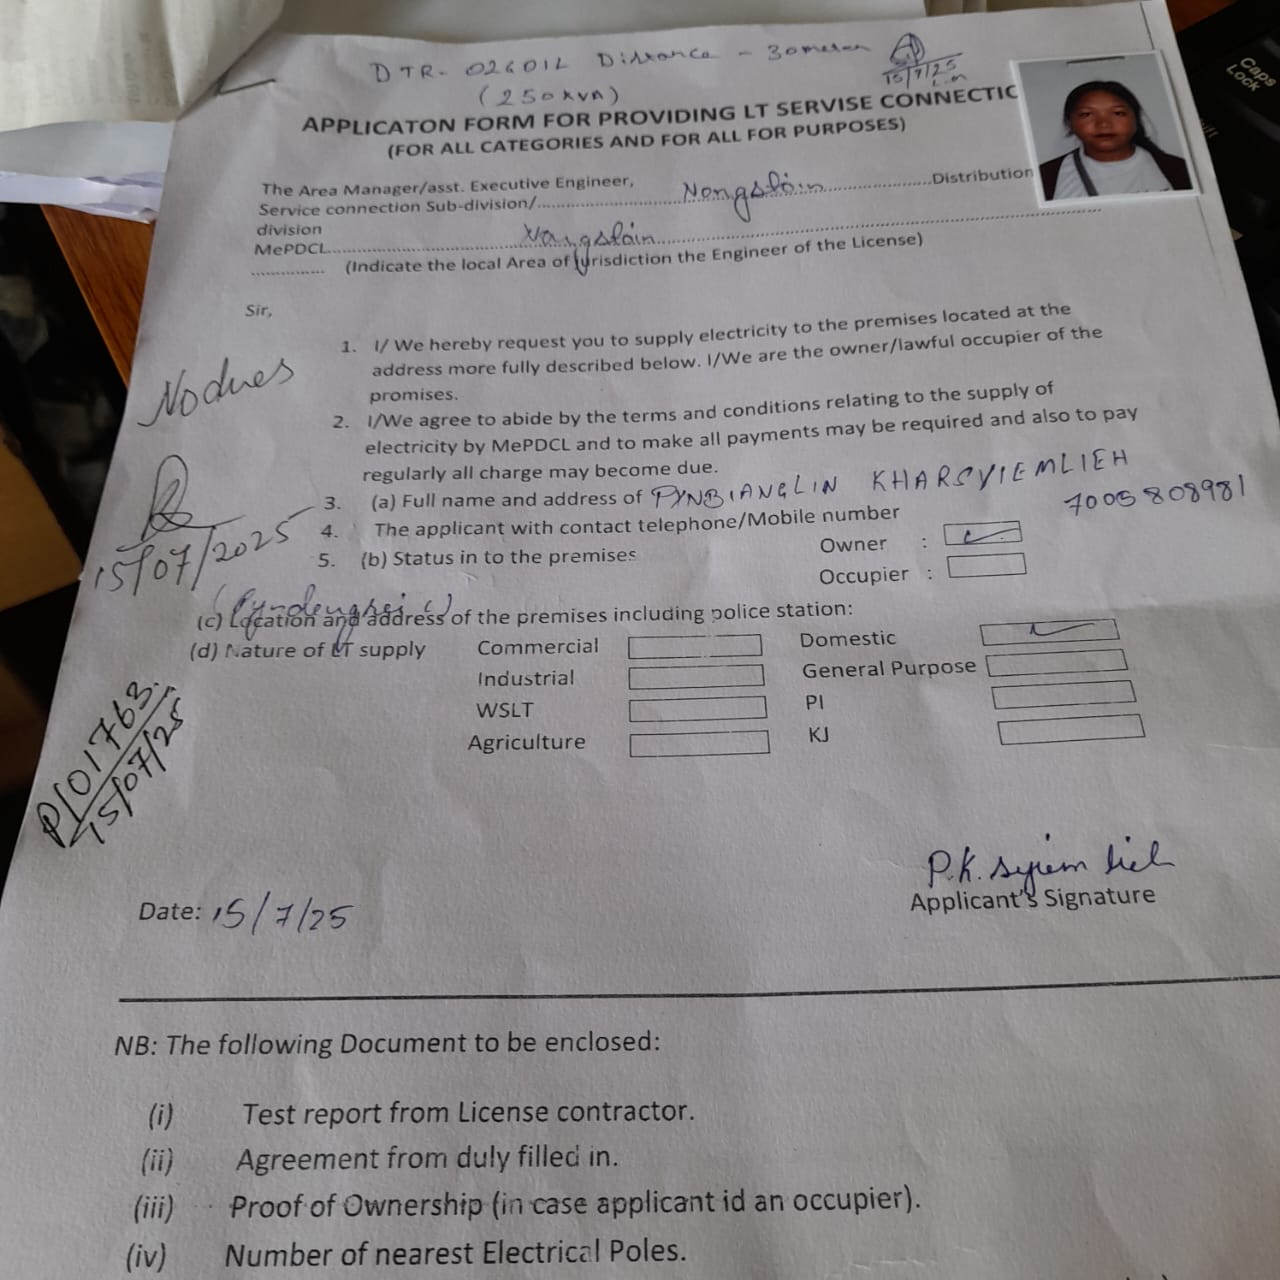 DTR- 026012 Distance - 30meter
15/7/25
(250KVA)
APPLICATON FORM FOR PROVIDING LT SERVISE CONNECTIC
(FOR ALL CATEGORIES AND FOR ALL FOR PURPOSES)
The Area Manager/asst. Executive Engineer,
Service connection Sub-division/........Nongstoin........Distribution
division
MePDCL........Nongstoin........
............... (Indicate the local Area of jurisdiction the Engineer of the License)
Sir,
Nodues
1. I/ We hereby request you to supply electricity to the premises located at the
address more fully described below. I/We are the owner/lawful occupier of the
promises.
2. I/We agree to abide by the terms and conditions relating to the supply of
electricity by MePDCL and to make all payments may be required and also to pay
regularly all charge may become due.
3. (a) Full name and address of PYNBIANGLIN KHARSYIEMLIEH
4. The applicant with contact telephone/Mobile number 7005808981
15/07/2025
5. (b) Status in to the premises Owner :
Occupier :
(c) Location and address of the premises including police station:
(d) Nature of LT supply Commercial Domestic
Industrial General Purpose
WSLT PI
Agriculture KJ
P/01763
15/07/25
P.K. syiem lieh
Date: 15/7/25 Applicant's Signature
NB: The following Document to be enclosed:
(i) Test report from License contractor.
(ii) Agreement from duly filled in.
(iii) Proof of Ownership (in case applicant id an occupier).
(iv) Number of nearest Electrical Poles.
Caps
Lock